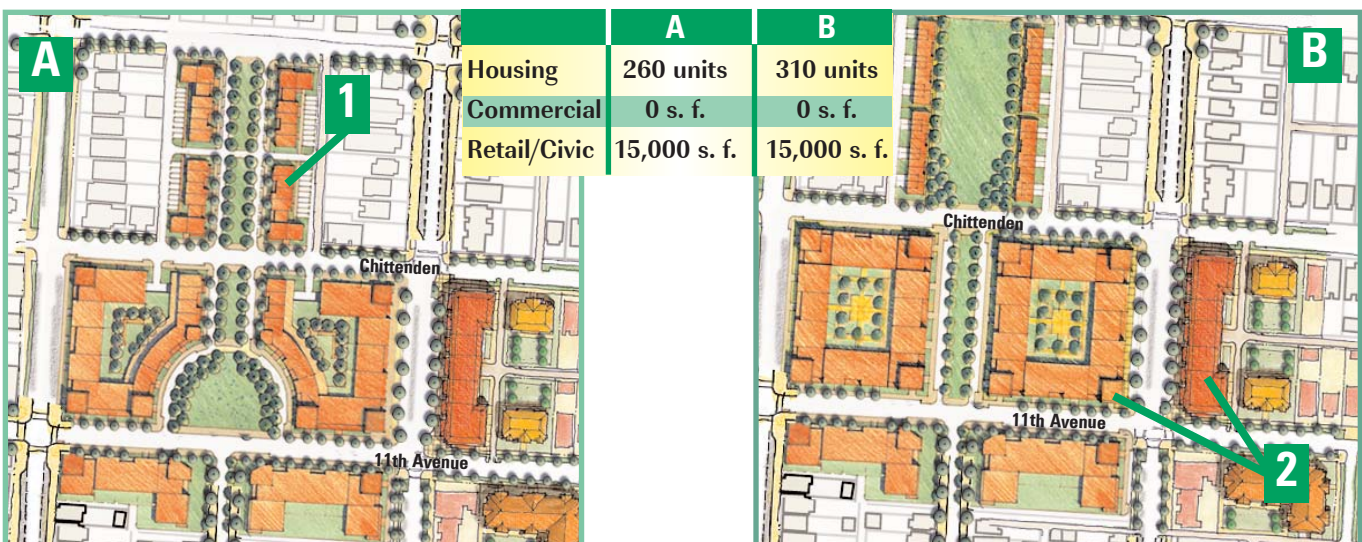 A
1
Chittenden
11th Avenue
A B
Housing 260 units 310 units
Commercial 0 s. f. 0 s. f.
Retail/Civic 15,000 s. f. 15,000 s. f.
B
Chittenden
11th Avenue
2